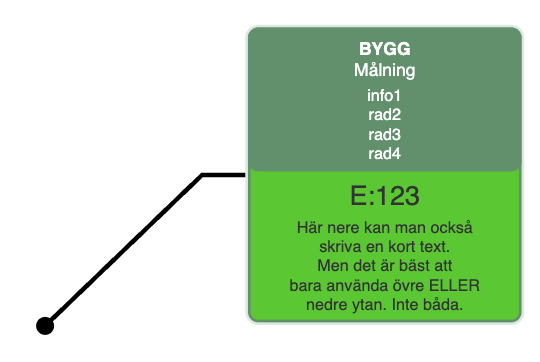 BYGG
Målning
info1
rad2
rad3
rad4
E:123
Här nere kan man också
skriva en kort text.
Men det är bäst att
bara använda övre ELLER
nedre ytan. Inte båda.